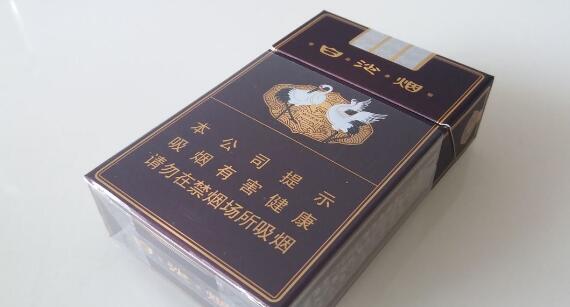 白沙烟
本公司提示
吸烟有害健康
请勿在禁烟场所吸烟